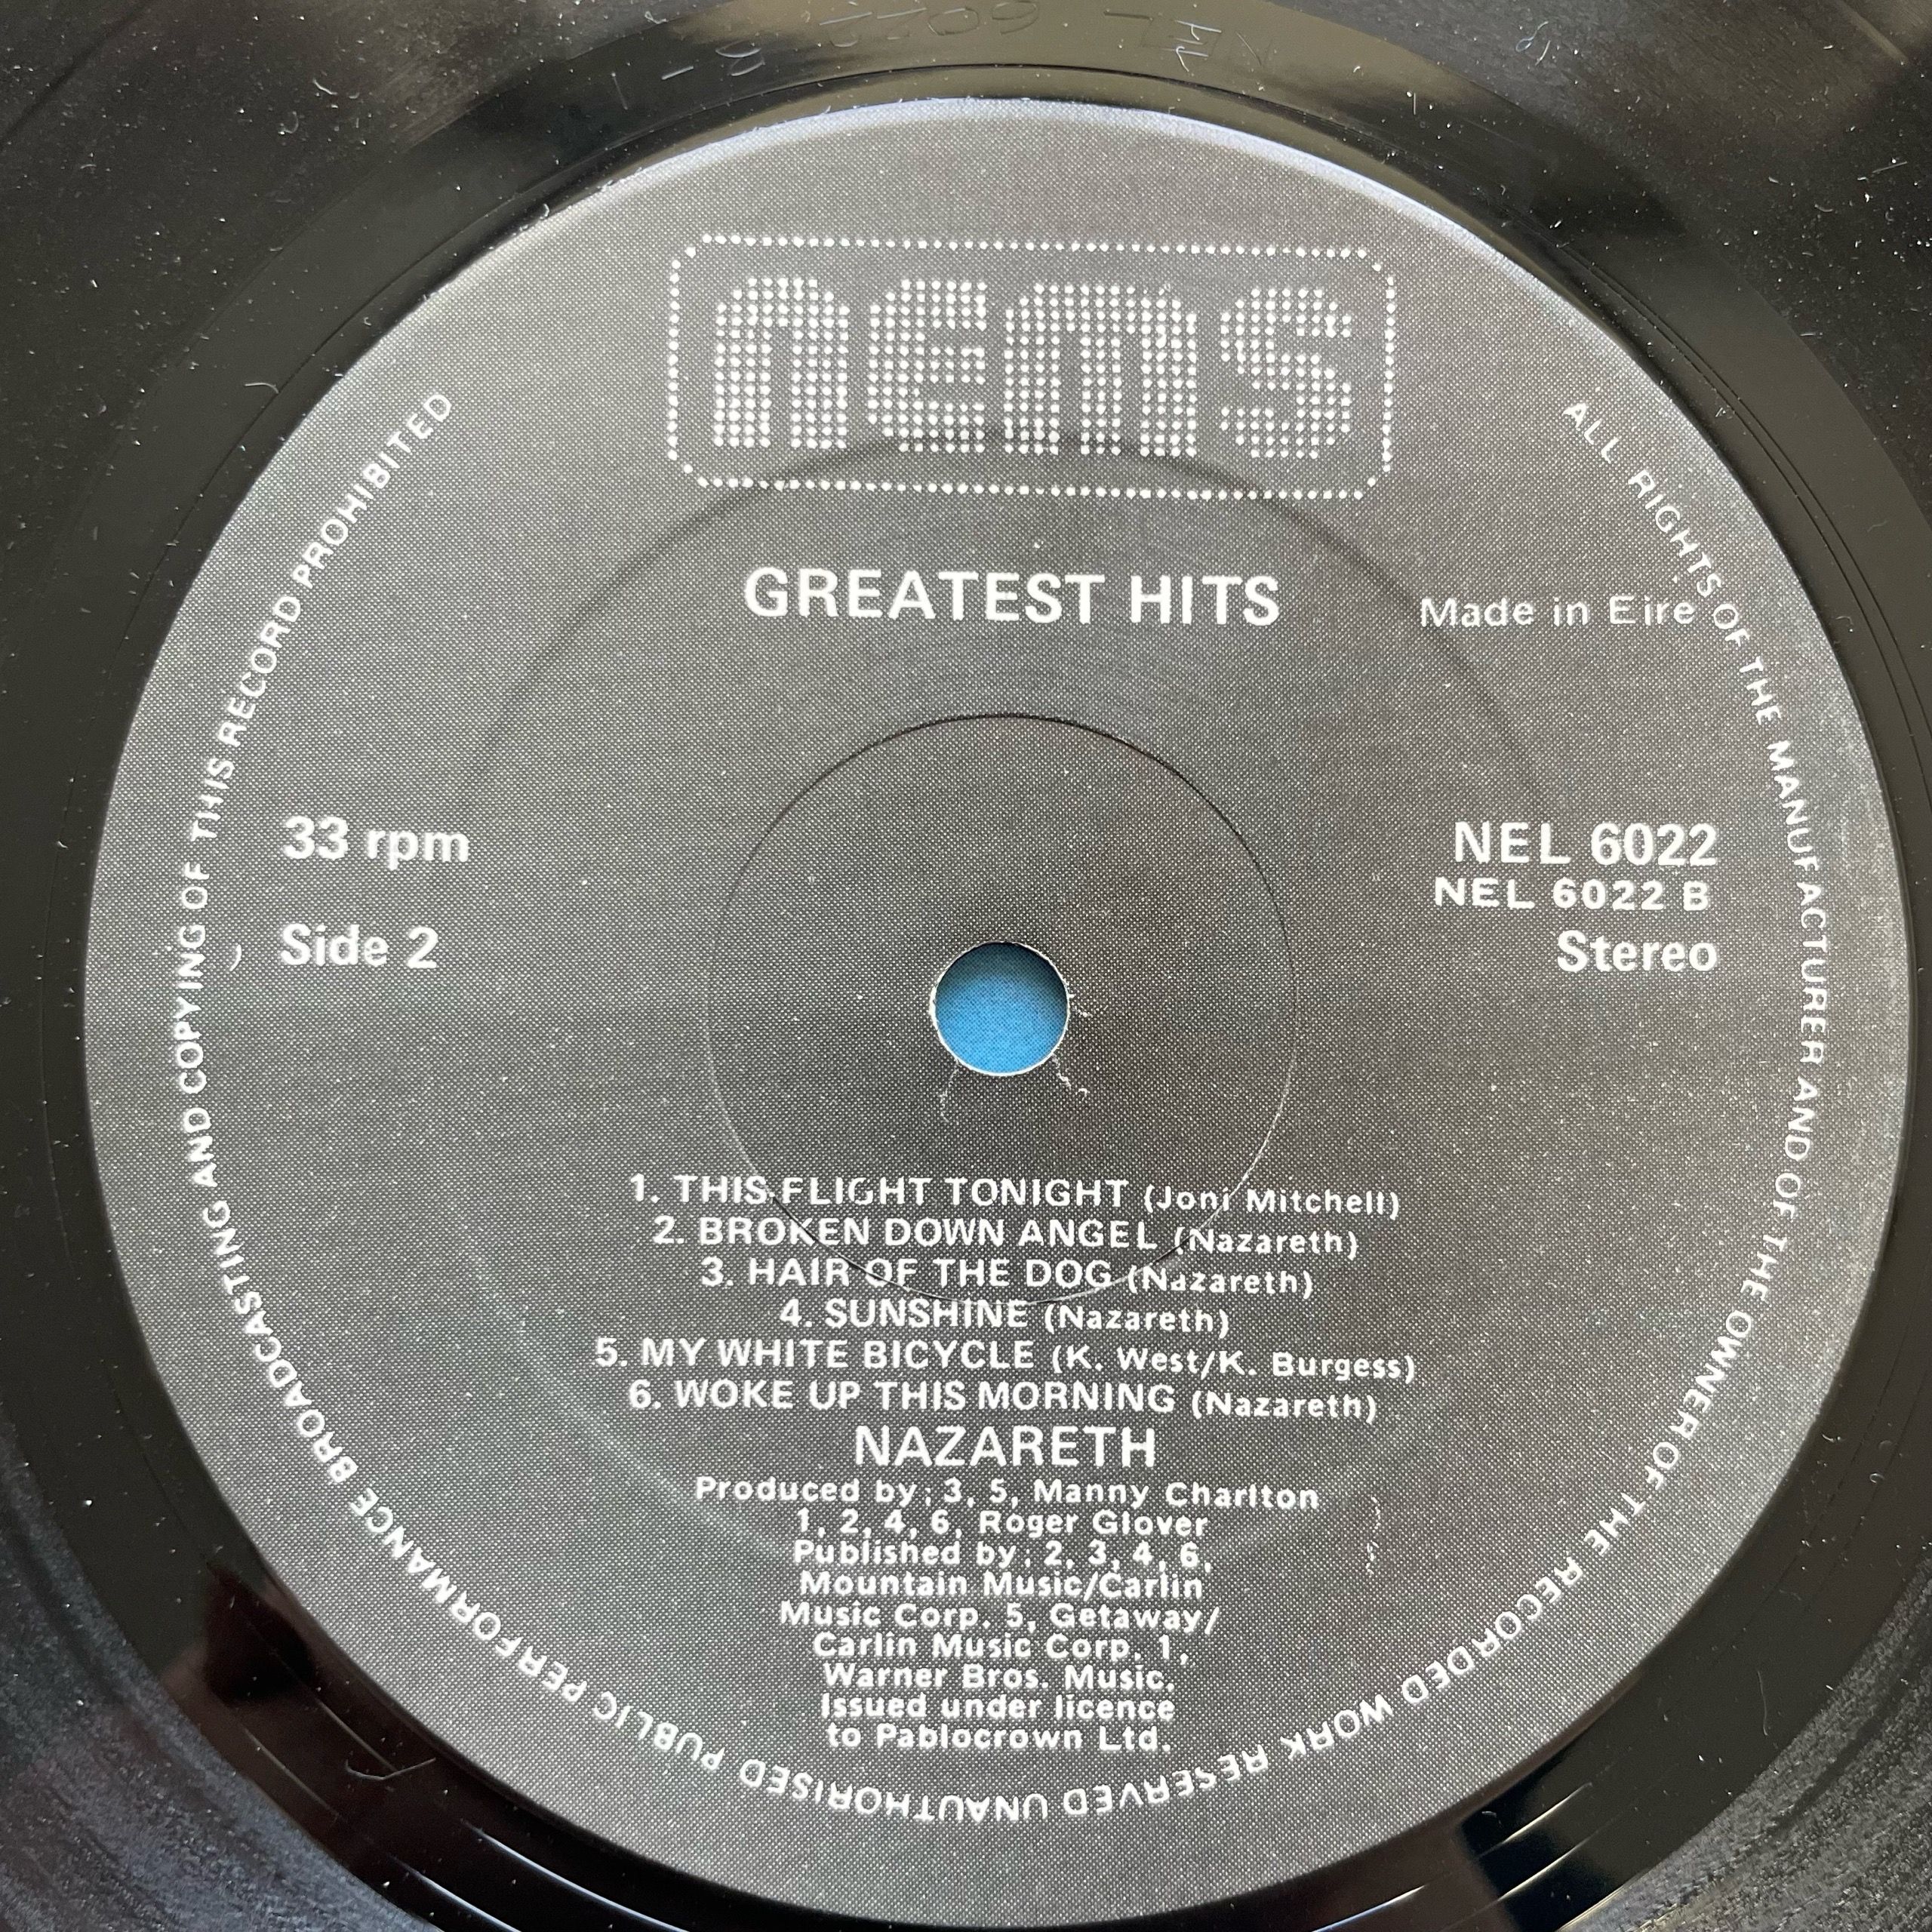 NEL 6022 B-1
nems
GREATEST HITS
Made in Eire
33 rpm
Side 2
NEL 6022
NEL 6022 B
Stereo
1. THIS FLIGHT TONIGHT (Joni Mitchell)
2. BROKEN DOWN ANGEL (Nazareth)
3. HAIR OF THE DOG (Nazareth)
4. SUNSHINE (Nazareth)
5. MY WHITE BICYCLE (K. West/K. Burgess)
6. WOKE UP THIS MORNING (Nazareth)
NAZARETH
Produced by: 3, 5, Manny Charlton
1, 2, 4, 6, Roger Glover
Published by: 2, 3, 4, 6,
Mountain Music/Carlin
Music Corp. 5, Getaway/
Carlin Music Corp. 1,
Warner Bros. Music.
Issued under licence
to Pablocrown Ltd.
ALL RIGHTS OF THE MANUFACTURER AND OF THE OWNER OF THE RECORDED WORK RESERVED UNAUTHORISED PUBLIC PERFORMANCE BROADCASTING AND COPYING OF THIS RECORD PROHIBITED